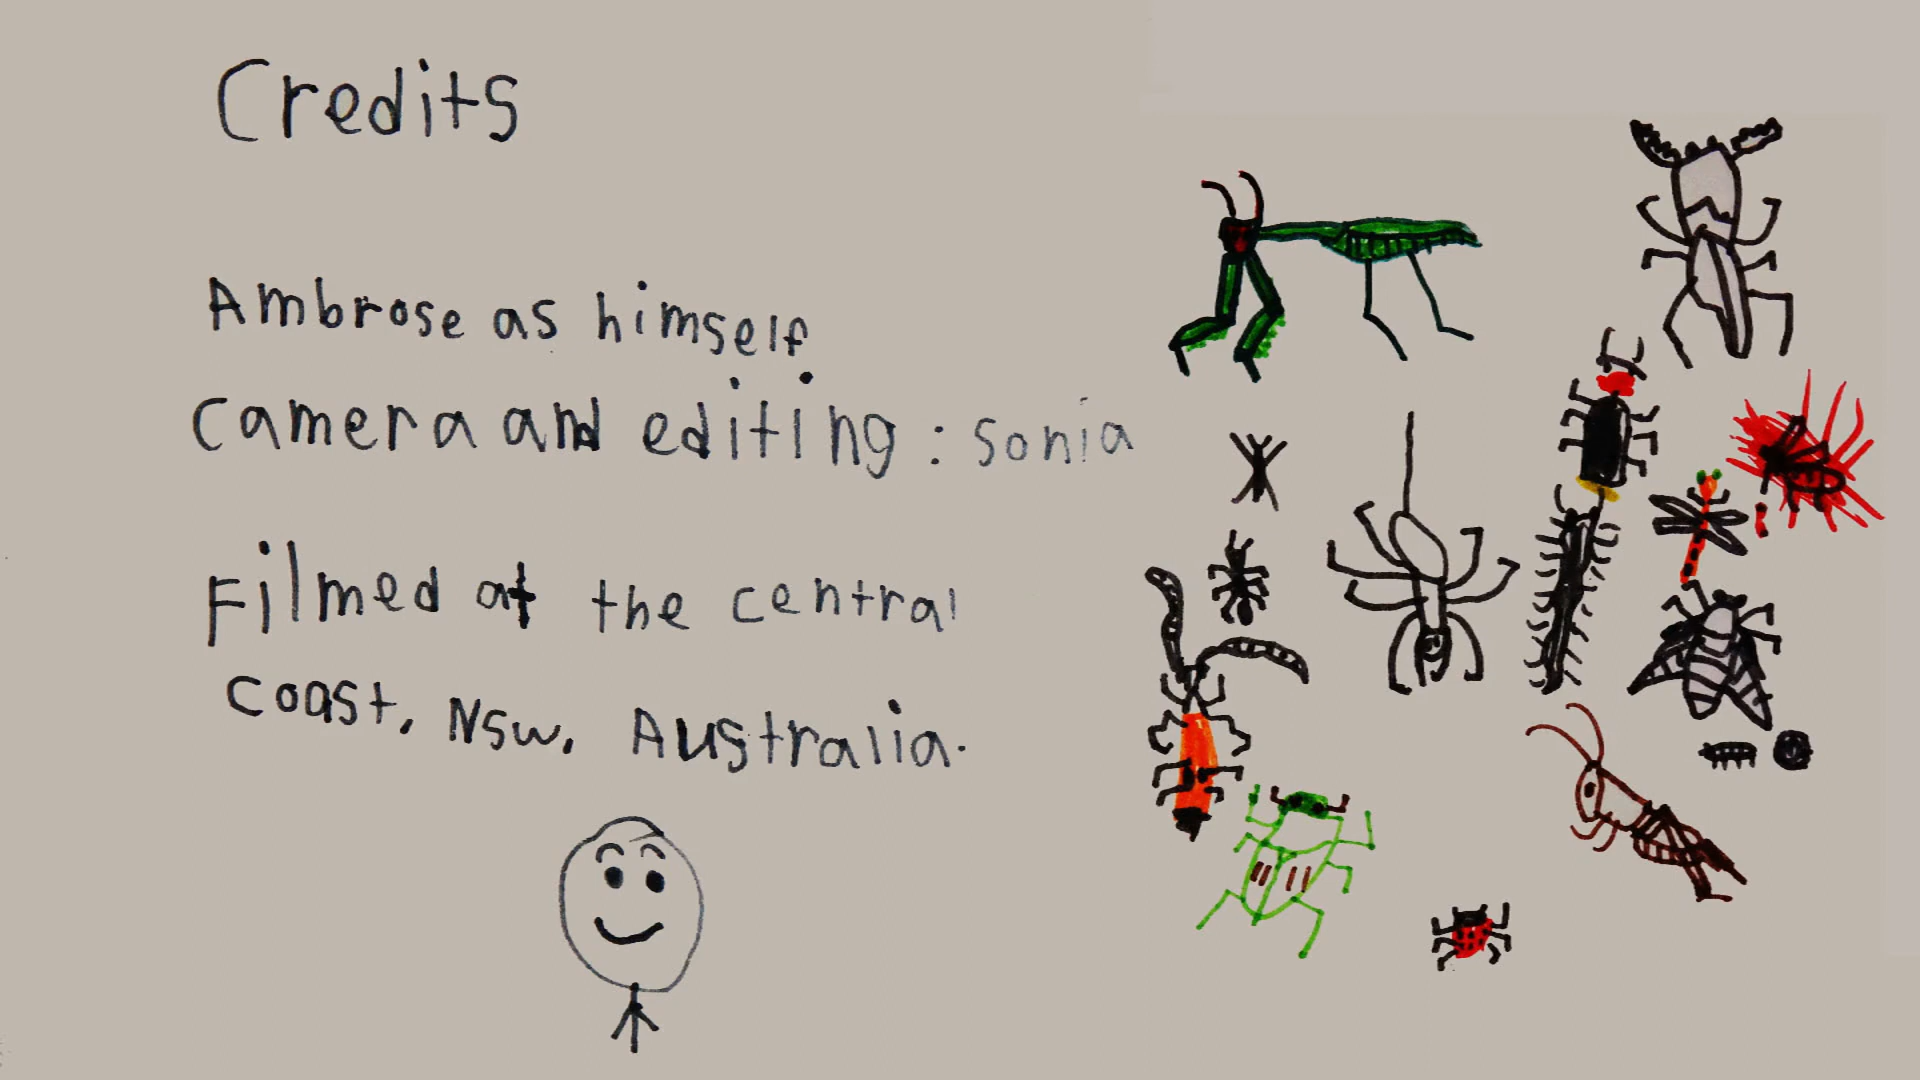 Credits
Ambrose as himself
camera and editing : sonia
Filmed at the central
coast, Nsw, Australia.